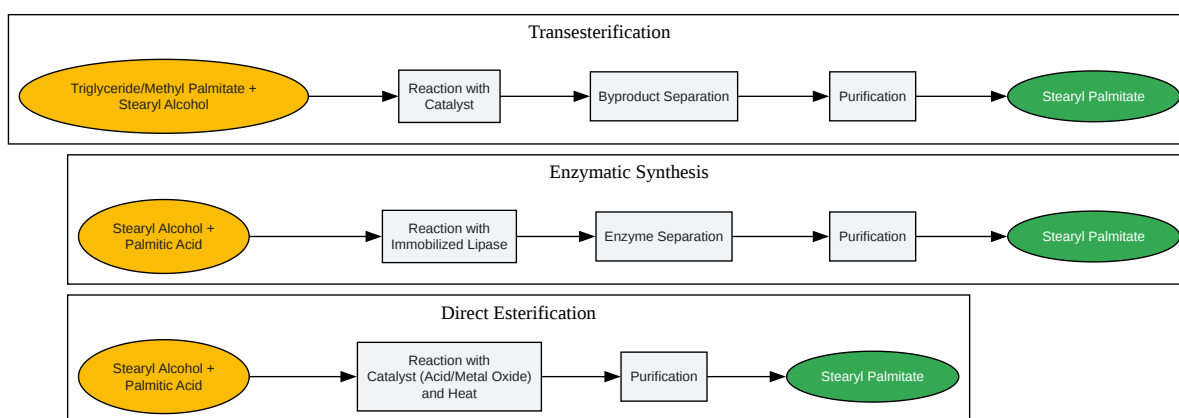 Transesterification
Triglyceride/Methyl Palmitate +
Stearyl Alcohol
Reaction with
Catalyst
Byproduct Separation
Purification
Stearyl Palmitate
Enzymatic Synthesis
Stearyl Alcohol +
Palmitic Acid
Reaction with
Immobilized Lipase
Enzyme Separation
Purification
Stearyl Palmitate
Direct Esterification
Stearyl Alcohol +
Palmitic Acid
Reaction with
Catalyst (Acid/Metal Oxide)
and Heat
Purification
Stearyl Palmitate